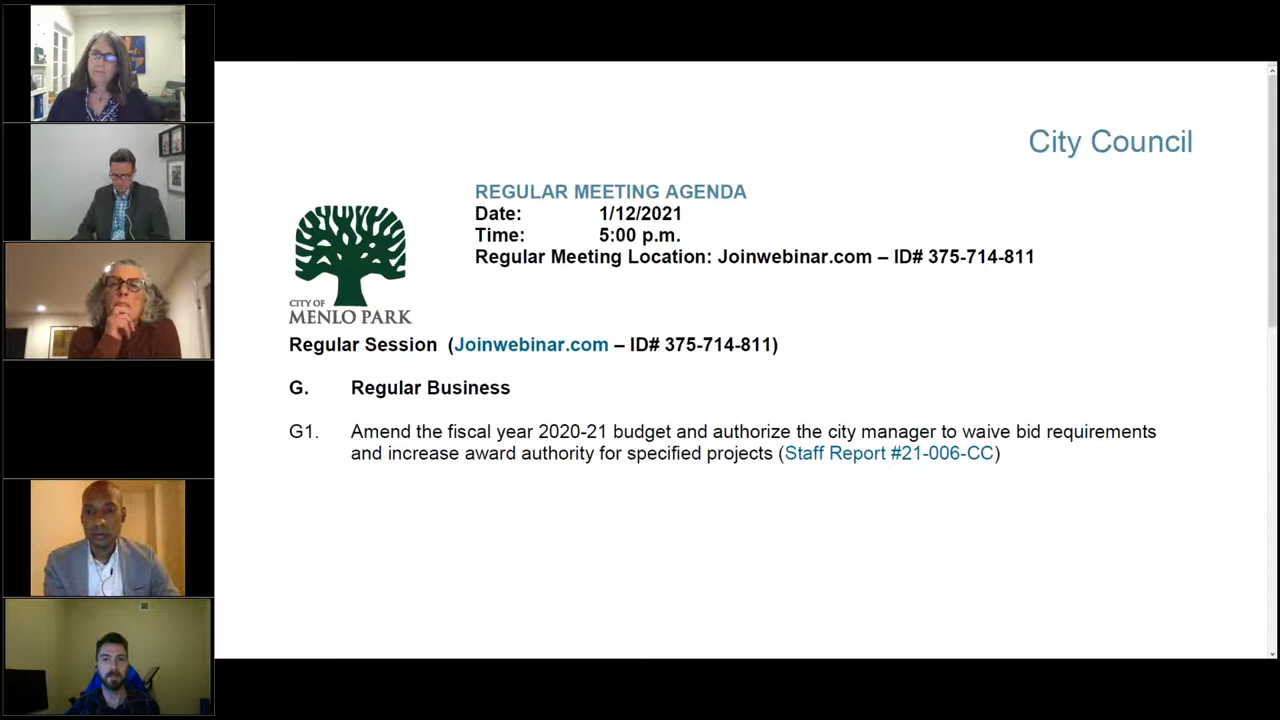 City Council
REGULAR MEETING AGENDA
Date: 1/12/2021
Time: 5:00 p.m.
Regular Meeting Location: Joinwebinar.com – ID# 375-714-811
CITY OF
MENLO PARK
Regular Session (Joinwebinar.com – ID# 375-714-811)
G. Regular Business
G1. Amend the fiscal year 2020-21 budget and authorize the city manager to waive bid requirements
and increase award authority for specified projects (Staff Report #21-006-CC)